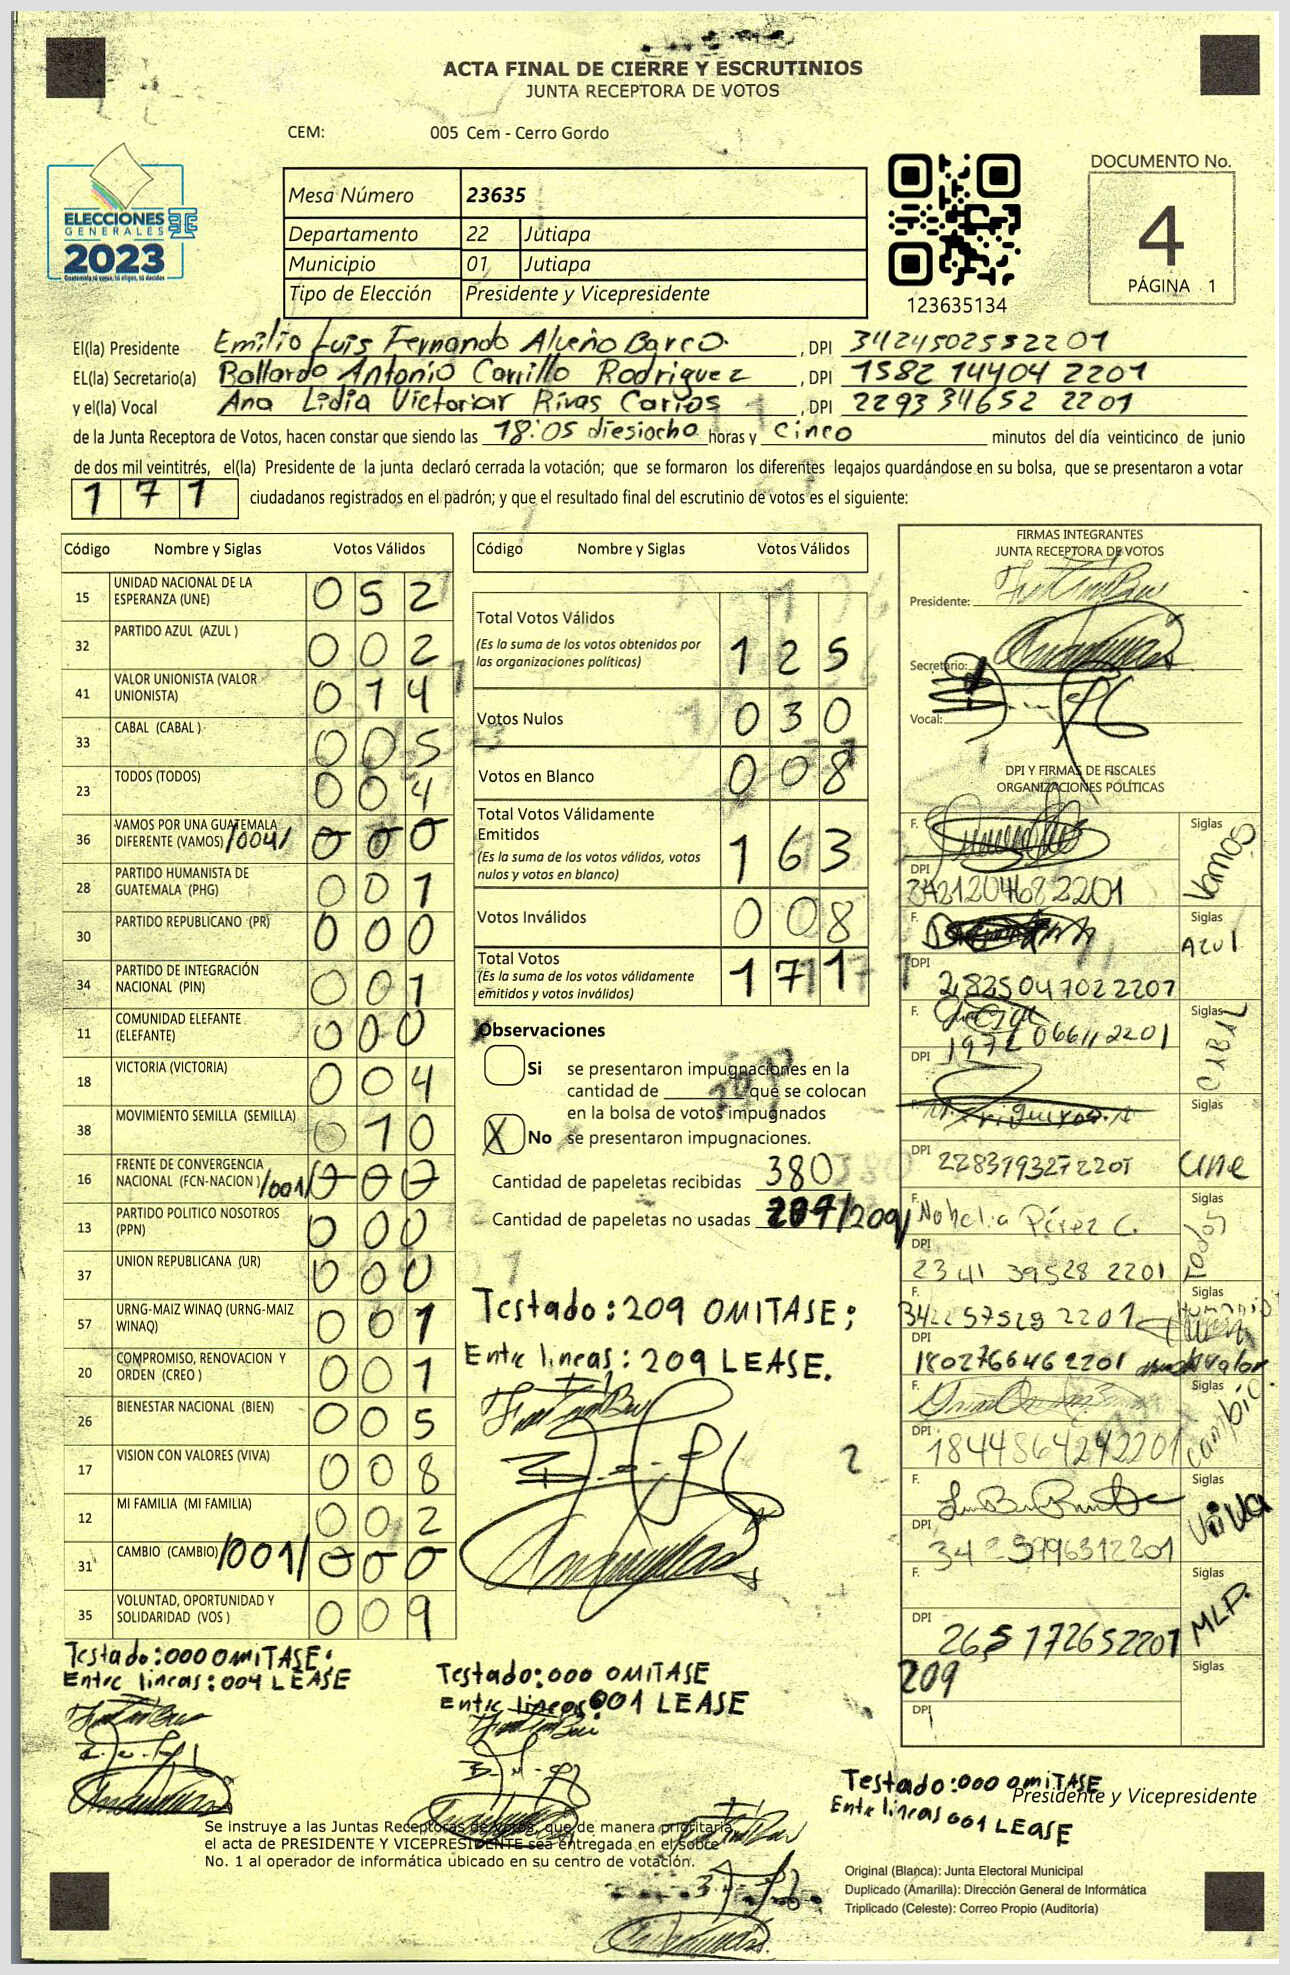 ACTA FINAL DE CIERRE Y ESCRUTINIOS
JUNTA RECEPTORA DE VOTOS
CEM: 005 Cem - Cerro Gordo
ELECCIONES
GENERALES
2023
Mesa Número 23635
Departamento 22 Jutiapa
Municipio 01 Jutiapa
Tipo de Elección Presidente y Vicepresidente
123635134
DOCUMENTO No.
4
PÁGINA 1
El(la) Presidente Emilio Luis Fernando Barco , DPI
EL(la) Secretario(a) Antonio Carrillo Rodriguez , DPI 1582 14404 2201
y el(la) Vocal Ana Lidia Rivas Carlos , DPI 2293 34652 2201
de la Junta Receptora de Votos, hacen constar que siendo las 18:05 diesiocho horas y cinco minutos del día veinticinco de junio
de dos mil veintitrés, el(la) Presidente de la junta declaró cerrada la votación; que se formaron los diferentes legajos guardándose en su bolsa, que se presentaron a votar
1 7 1 ciudadanos registrados en el padrón; y que el resultado final del escrutinio de votos es el siguiente:
Código Nombre y Siglas Votos Válidos
15 UNIDAD NACIONAL DE LA ESPERANZA (UNE) 0 5 2
32 PARTIDO AZUL (AZUL ) 0 0 2
41 VALOR UNIONISTA (VALOR UNIONISTA) 0 1 4
33 CABAL (CABAL ) 0 0 5
23 TODOS (TODOS) 0 0 4
36 VAMOS POR UNA GUATEMALA DIFERENTE (VAMOS) /004/ 0 0 0
28 PARTIDO HUMANISTA DE GUATEMALA (PHG) 0 0 1
30 PARTIDO REPUBLICANO (PR) 0 0 0
34 PARTIDO DE INTEGRACIÓN NACIONAL (PIN) 0 0 1
11 COMUNIDAD ELEFANTE (ELEFANTE) 0 0 0
18 VICTORIA (VICTORIA) 0 0 4
38 MOVIMIENTO SEMILLA (SEMILLA) 0 1 0
16 FRENTE DE CONVERGENCIA NACIONAL (FCN-NACION ) /001/ 0 0 0
13 PARTIDO POLITICO NOSOTROS (PPN) 0 0 0
37 UNION REPUBLICANA (UR) 0 0 0
57 URNG-MAIZ WINAQ (URNG-MAIZ WINAQ) 0 0 1
20 COMPROMISO, RENOVACION Y ORDEN (CREO ) 0 0 1
26 BIENESTAR NACIONAL (BIEN) 0 0 5
17 VISION CON VALORES (VIVA) 0 0 8
12 MI FAMILIA (MI FAMILIA) 0 0 2
31 CAMBIO (CAMBIO) /001/ 0 0 0
35 VOLUNTAD, OPORTUNIDAD Y SOLIDARIDAD (VOS ) 0 0 9
Testado:000 OMITASE:
Entre lineas:004 LEASE
Código Nombre y Siglas Votos Válidos
Total Votos Válidos
(Es la suma de los votos obtenidos por
las organizaciones políticas) 1 2 5
Votos Nulos 0 3 0
Votos en Blanco 0 0 8
Total Votos Válidamente
Emitidos
(Es la suma de los votos válidos, votos
nulos y votos en blanco) 1 6 3
Votos Inválidos 0 0 8
Total Votos
(Es la suma de los votos válidamente
emitidos y votos inválidos) 1 7 1
Observaciones
Si se presentaron impugnaciones en la
cantidad de ______ que se colocan
en la bolsa de votos impugnados
X No se presentaron impugnaciones.
Cantidad de papeletas recibidas 380
Cantidad de papeletas no usadas /209/
Testado:209 OMITASE;
Entre lineas:209 LEASE.
2
Testado:000 OMITASE
Entre lineas 001 LEASE
FIRMAS INTEGRANTES
JUNTA RECEPTORA DE VOTOS
Presidente:
Secretario:
Vocal:
DPI Y FIRMAS DE FISCALES
ORGANIZACIONES POLÍTICAS
F. Siglas Vamos
DPI 3421204682201
F. Siglas AZUL
DPI 2825047022207
F. Siglas CABAL
DPI 1972 06611 2201
F. Siglas une
DPI 2283793272201
F. Nohelia Pérez C. Siglas Todos
DPI 2341 39528 2201
Siglas
3422 57529 2201
DPI 1802766462201 valor
F. Siglas cambio
DPI 1844864242201
F. Siglas ViVA
DPI
F. Siglas MLP.
DPI
209 Siglas
DPI
Testado:000 OMITASE
Entre lineas 001 LEASE
Presidente y Vicepresidente
Se instruye a las Juntas Receptoras de Votos, que de manera prioritaria,
el acta de PRESIDENTE Y VICEPRESIDENTE sea entregada en el sobre
No. 1 al operador de informática ubicado en su centro de votación.
Original (Blanca): Junta Electoral Municipal
Duplicado (Amarilla): Dirección General de Informática
Triplicado (Celeste): Correo Propio (Auditoría)